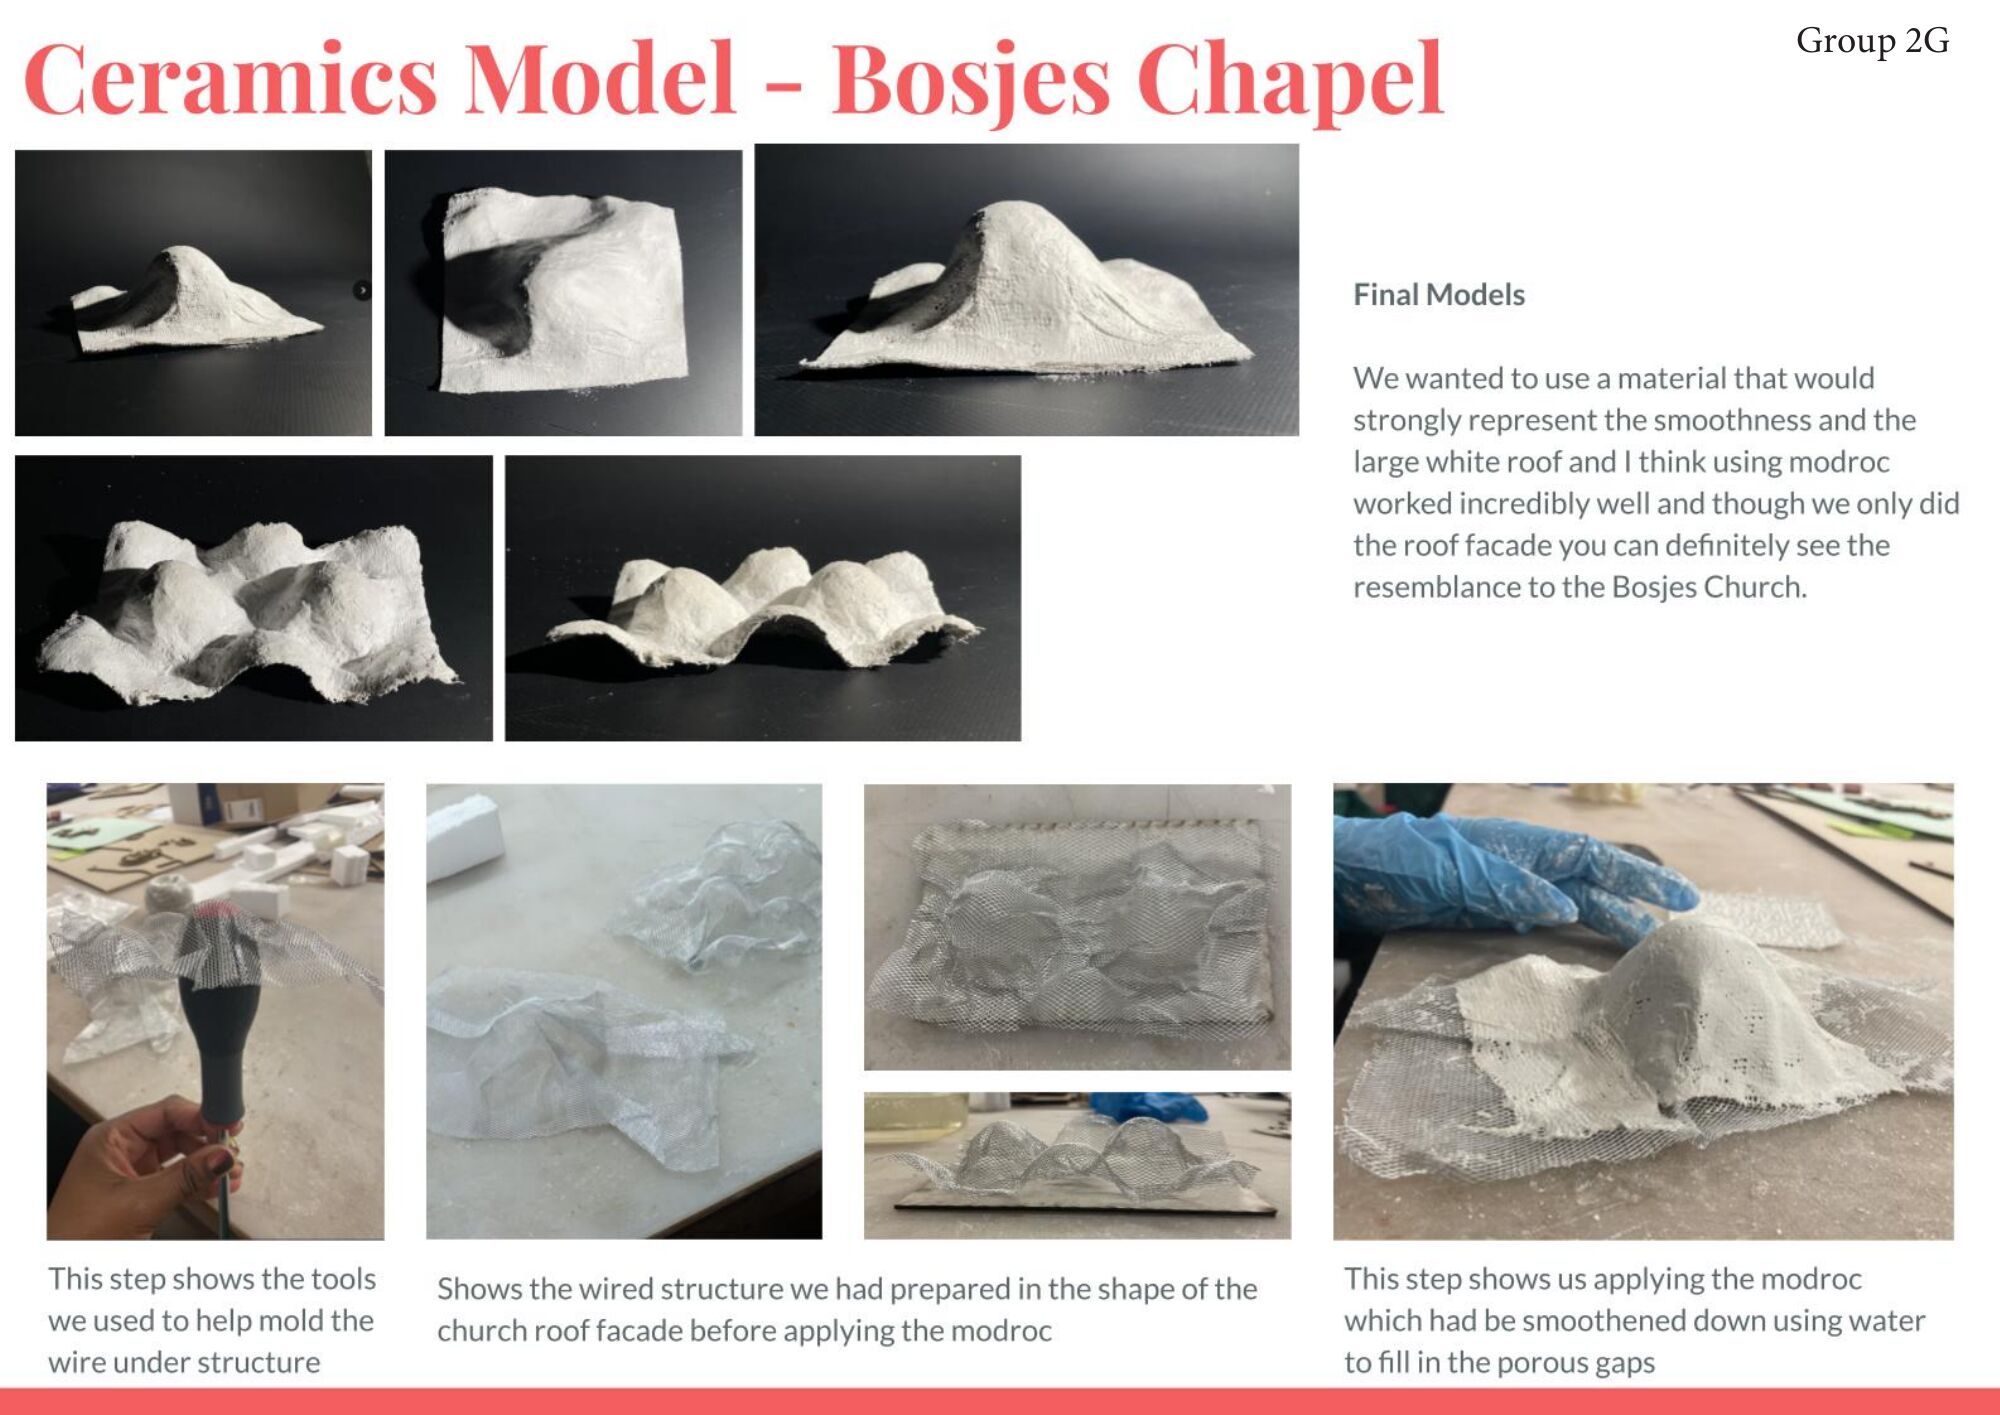 Ceramics Model - Bosjes Chapel
Group 2G
Final Models
We wanted to use a material that would
strongly represent the smoothness and the
large white roof and I think using modroc
worked incredibly well and though we only did
the roof facade you can definitely see the
resemblance to the Bosjes Church.
This step shows the tools
we used to help mold the
wire under structure
Shows the wired structure we had prepared in the shape of the
church roof facade before applying the modroc
This step shows us applying the modroc
which had be smoothened down using water
to fill in the porous gaps